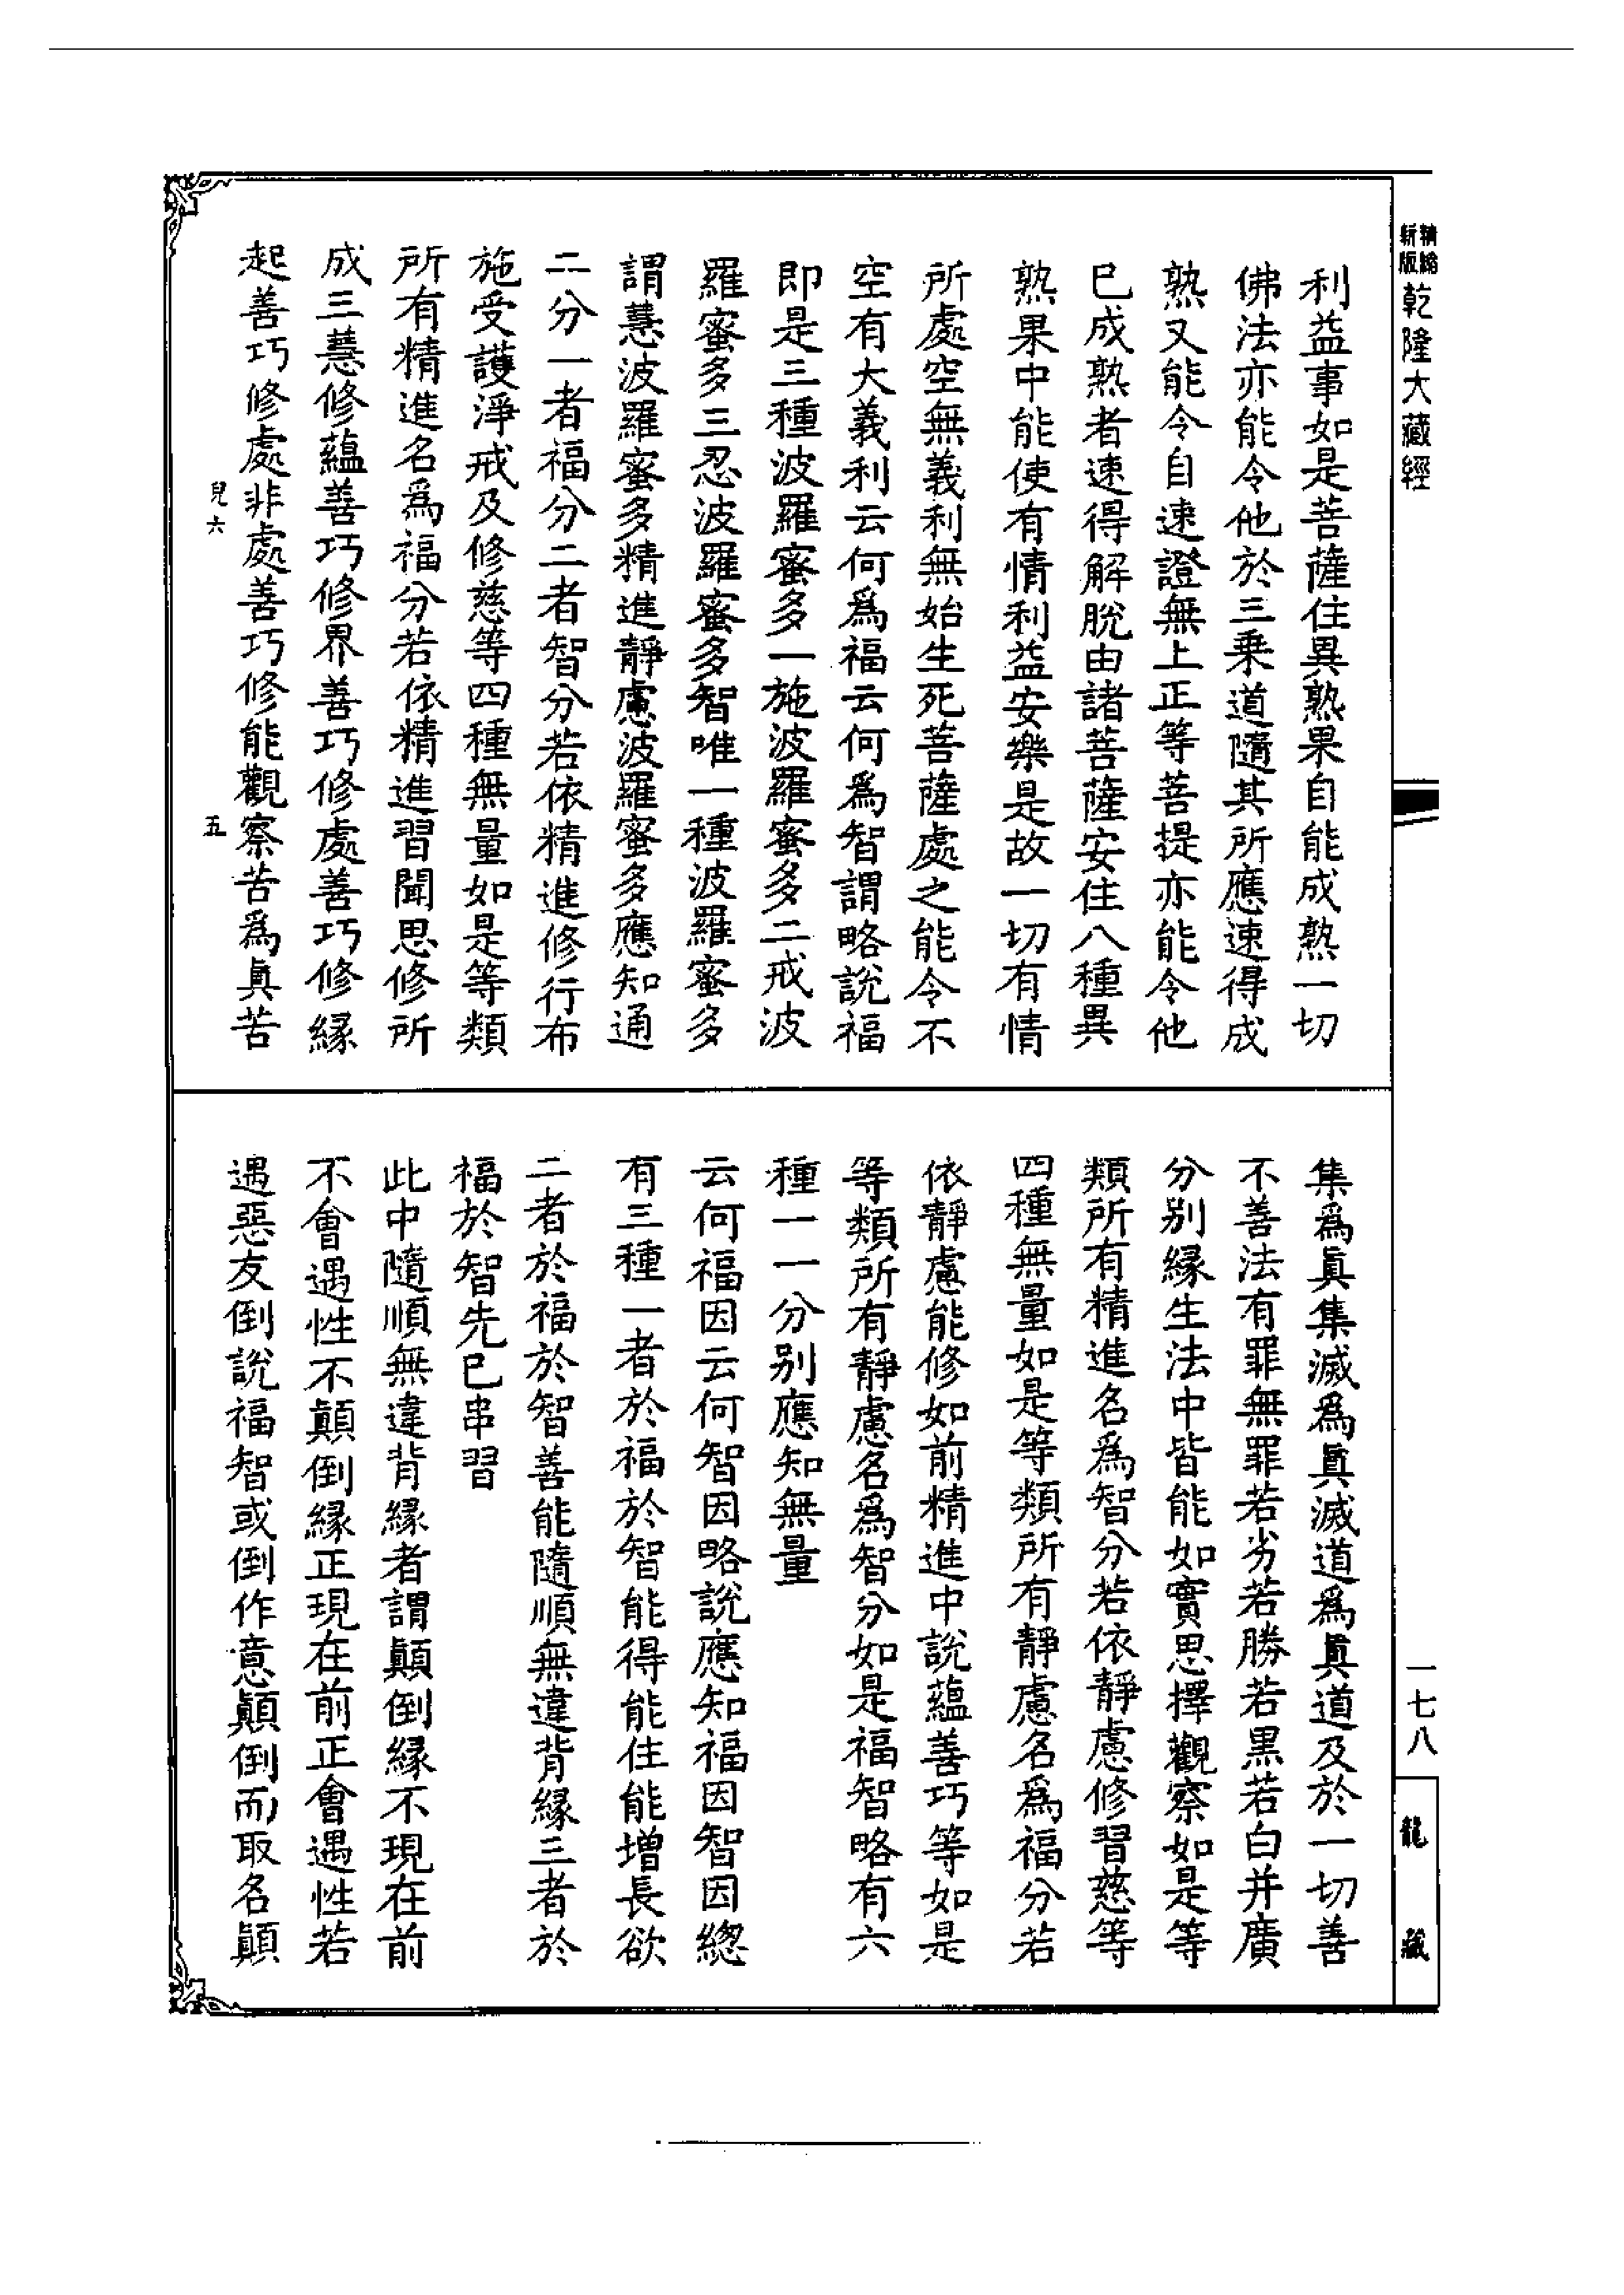 新版精縮乾隆大藏經
一七八
龍藏
利益事如是菩薩住異熟果自能成熟一切
佛法亦能令他於三乘道隨其所應速得成
熟又能令自速證無上正等菩提亦能令他
巳成熟者速得解脫由諸菩薩安住八種異
熟果中能使有情利益安樂是故一切有情
所處空無義利無始生死菩薩處之能令不
空有大義利云何爲福云何爲智謂略說福
即是三種波羅蜜多一施波羅蜜多二戒波
羅蜜多三忍波羅蜜多智唯一種波羅蜜多
謂慧波羅蜜多精進靜慮波羅蜜多應知通
二分一者福分二者智分若依精進修行布
施受護淨戒及修慈等四種無量如是等類
所有精進名爲福分若依精進習聞思修所
成三慧修蘊善巧修界善巧修處善巧修緣
起善巧修處非處善巧修能觀察苦爲眞苦
兒六
五
集爲眞集滅爲眞滅道爲眞道及於一切善
不善法有罪無罪若劣若勝若黑若白并廣
分別緣生法中皆能如實思擇觀察如是等
類所有精進名爲智分若依靜慮修習慈等
四種無量如是等類所有靜慮名爲福分若
依靜慮能修如前精進中說蘊善巧等如是
等類所有靜慮名爲智分如是福智略有六
種一一分別應知無量
云何福因云何智因略說應知福因智因總
有三種一者於福於智能得能住能增長欲
二者於福於智善能隨順無違背緣三者於
福於智先巳串習
此中隨順無違背緣者謂顛倒緣不現在前
不會遇性不顛倒緣正現在前正會遇性若
遇惡友倒說福智或倒作意顛倒而取名顛